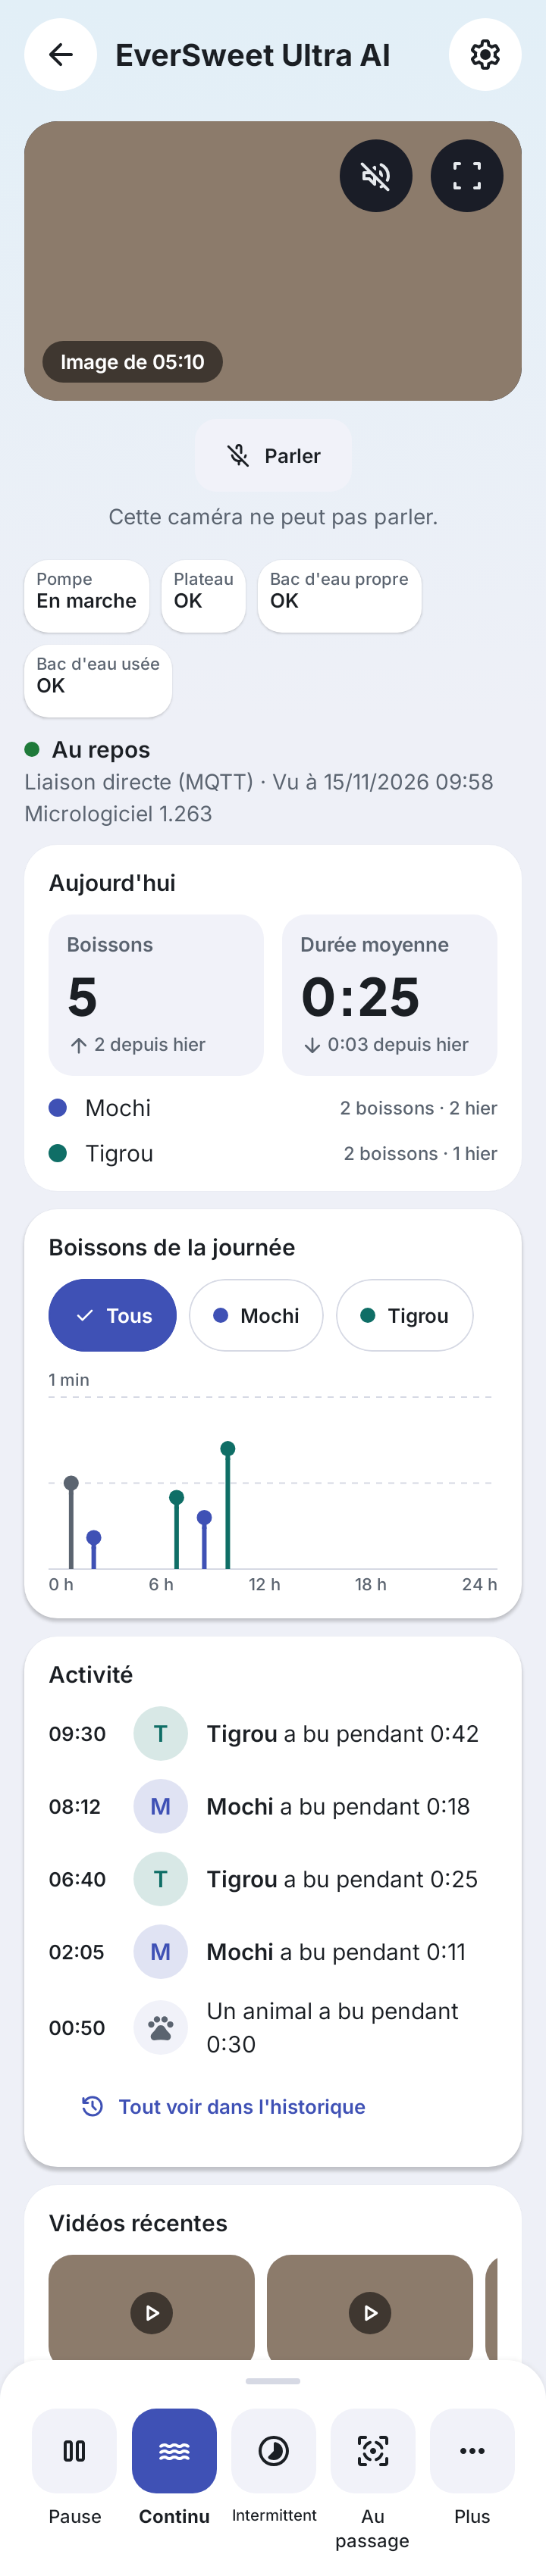 EverSweet Ultra AI
Image de 05:10
Parler
Cette caméra ne peut pas parler.
Pompe
En marche
Plateau
OK
Bac d'eau propre
OK
Bac d'eau usée
OK
Au repos
Liaison directe (MQTT) · Vu à 15/11/2026 09:58
Micrologiciel 1.263
Aujourd'hui
Boissons
5
↑ 2 depuis hier
Durée moyenne
0:25
↓ 0:03 depuis hier
Mochi 2 boissons · 2 hier
Tigrou 2 boissons · 1 hier
Boissons de la journée
Tous Mochi Tigrou
1 min
0 h 6 h 12 h 18 h 24 h
Activité
09:30 T Tigrou a bu pendant 0:42
08:12 M Mochi a bu pendant 0:18
06:40 T Tigrou a bu pendant 0:25
02:05 M Mochi a bu pendant 0:11
00:50 Un animal a bu pendant
0:30
Tout voir dans l'historique
Vidéos récentes
Pause
Continu
Intermittent
Au
passage
Plus